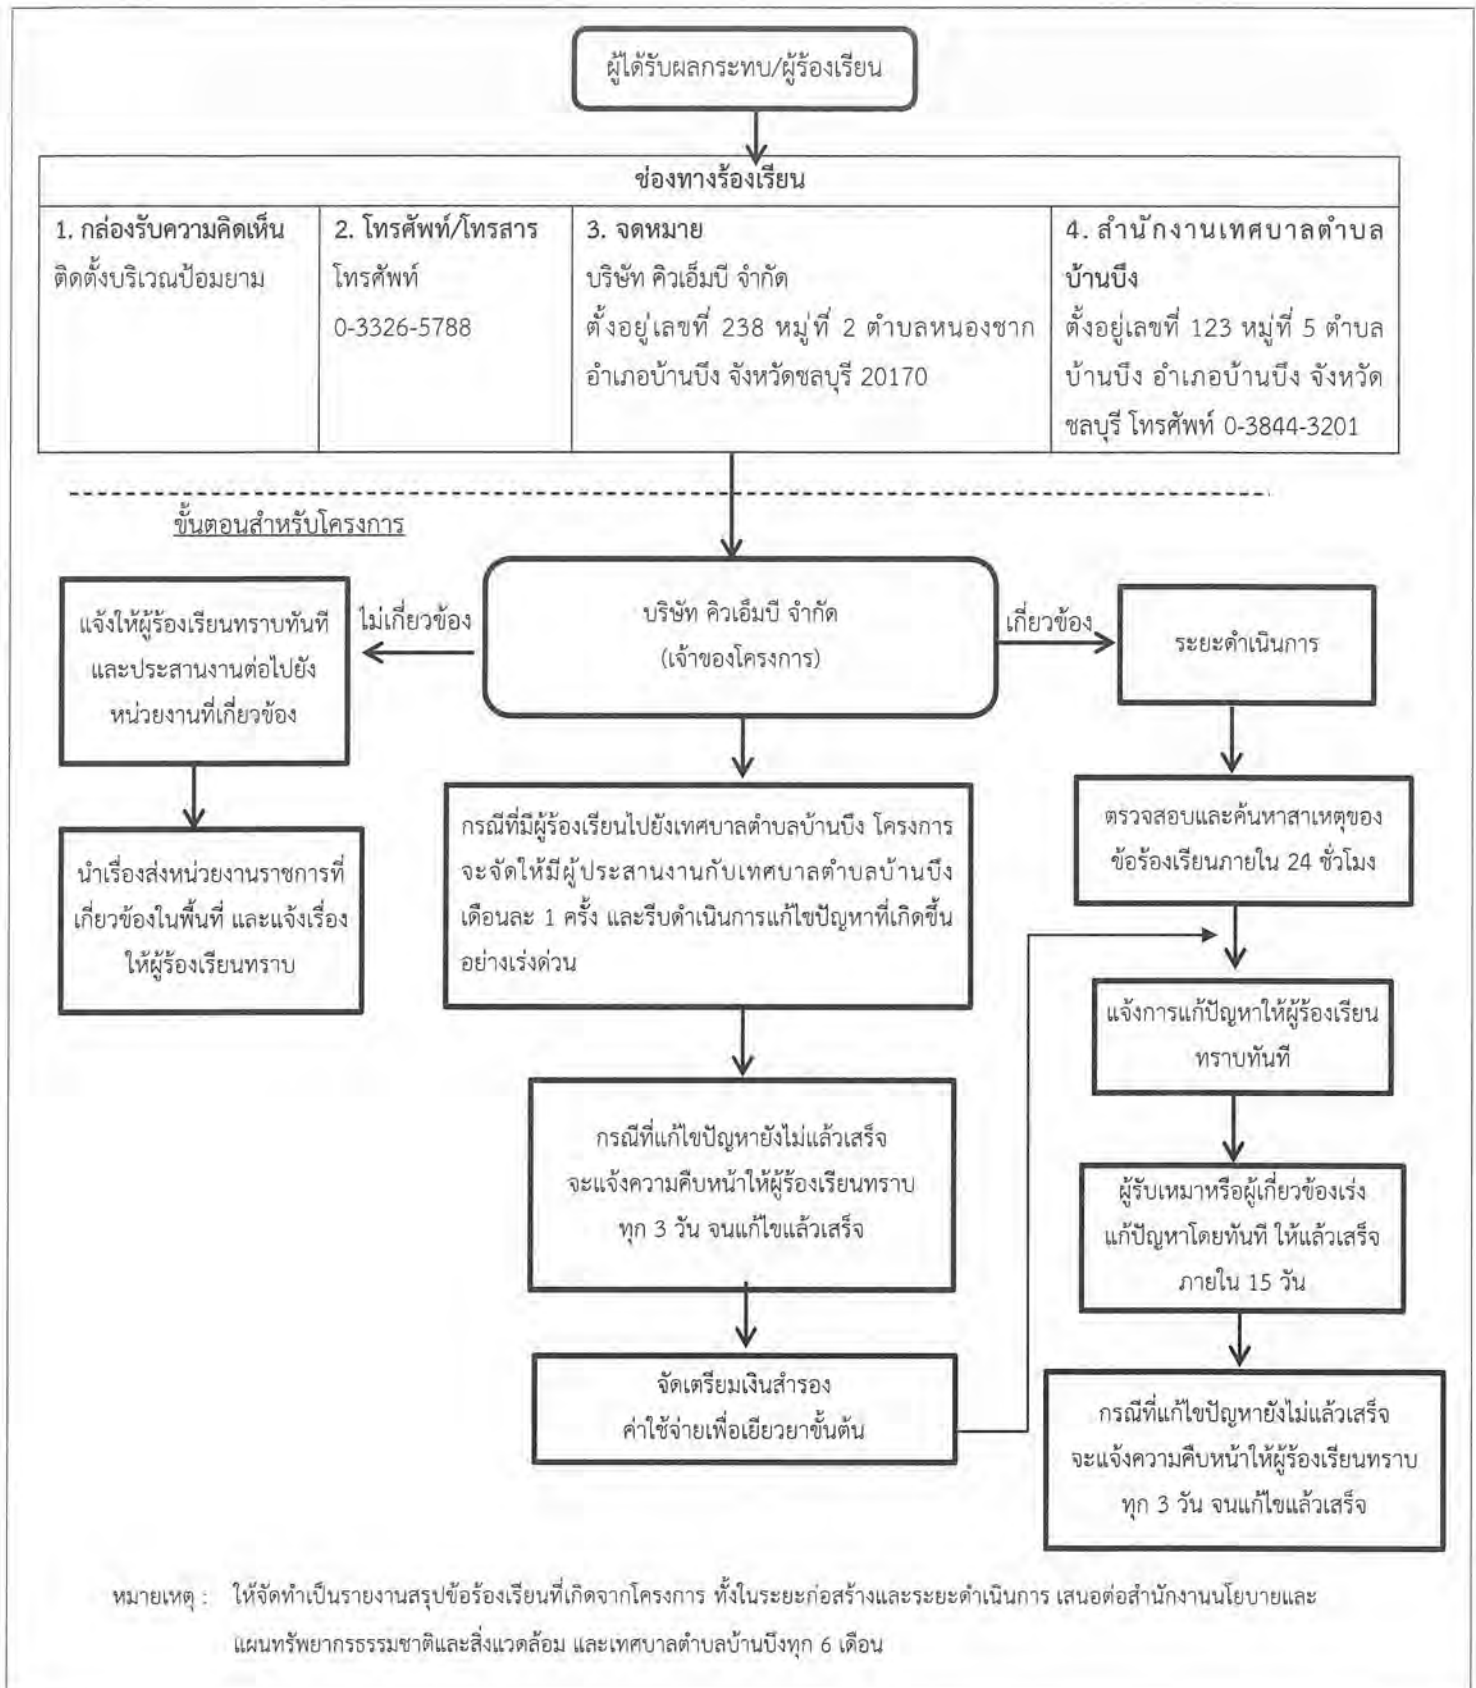 ผู้ได้รับผลกระทบ/ผู้ร้องเรียน
ช่องทางร้องเรียน
1. กล่องรับความคิดเห็น
ติดตั้งบริเวณป้อมยาม
2. โทรศัพท์/โทรสาร
โทรศัพท์
0-3326-5788
3. จดหมาย
บริษัท คิวเอ็มบี จำกัด
ตั้งอยู่เลขที่ 238 หมู่ที่ 2 ตำบลหนองชาก
อำเภอบ้านบึง จังหวัดชลบุรี 20170
4. สำนักงานเทศบาลตำบล
บ้านบึง
ตั้งอยู่เลขที่ 123 หมู่ที่ 5 ตำบล
บ้านบึง อำเภอบ้านบึง จังหวัด
ชลบุรี โทรศัพท์ 0-3844-3201
ขั้นตอนสำหรับโครงการ
บริษัท คิวเอ็มบี จำกัด
(เจ้าของโครงการ)
ไม่เกี่ยวข้อง
แจ้งให้ผู้ร้องเรียนทราบทันที
และประสานงานต่อไปยัง
หน่วยงานที่เกี่ยวข้อง
นำเรื่องส่งหน่วยงานราชการที่
เกี่ยวข้องในพื้นที่ และแจ้งเรื่อง
ให้ผู้ร้องเรียนทราบ
กรณีที่มีผู้ร้องเรียนไปยังเทศบาลตำบลบ้านบึง โครงการ
จะจัดให้มีผู้ประสานงานกับเทศบาลตำบลบ้านบึง
เดือนละ 1 ครั้ง และรีบดำเนินการแก้ไขปัญหาที่เกิดขึ้น
อย่างเร่งด่วน
กรณีที่แก้ไขปัญหายังไม่แล้วเสร็จ
จะแจ้งความคืบหน้าให้ผู้ร้องเรียนทราบ
ทุก 3 วัน จนแก้ไขแล้วเสร็จ
จัดเตรียมเงินสำรอง
ค่าใช้จ่ายเพื่อเยียวยาขั้นต้น
เกี่ยวข้อง
ระยะดำเนินการ
ตรวจสอบและค้นหาสาเหตุของ
ข้อร้องเรียนภายใน 24 ชั่วโมง
แจ้งการแก้ปัญหาให้ผู้ร้องเรียน
ทราบทันที
ผู้รับเหมาหรือผู้เกี่ยวข้องเร่ง
แก้ปัญหาโดยทันที ให้แล้วเสร็จ
ภายใน 15 วัน
กรณีที่แก้ไขปัญหายังไม่แล้วเสร็จ
จะแจ้งความคืบหน้าให้ผู้ร้องเรียนทราบ
ทุก 3 วัน จนแก้ไขแล้วเสร็จ
หมายเหตุ : ให้จัดทำเป็นรายงานสรุปข้อร้องเรียนที่เกิดจากโครงการ ทั้งในระยะก่อสร้างและระยะดำเนินการ เสนอต่อสำนักงานนโยบายและ
แผนทรัพยากรธรรมชาติและสิ่งแวดล้อม และเทศบาลตำบลบ้านบึงทุก 6 เดือน